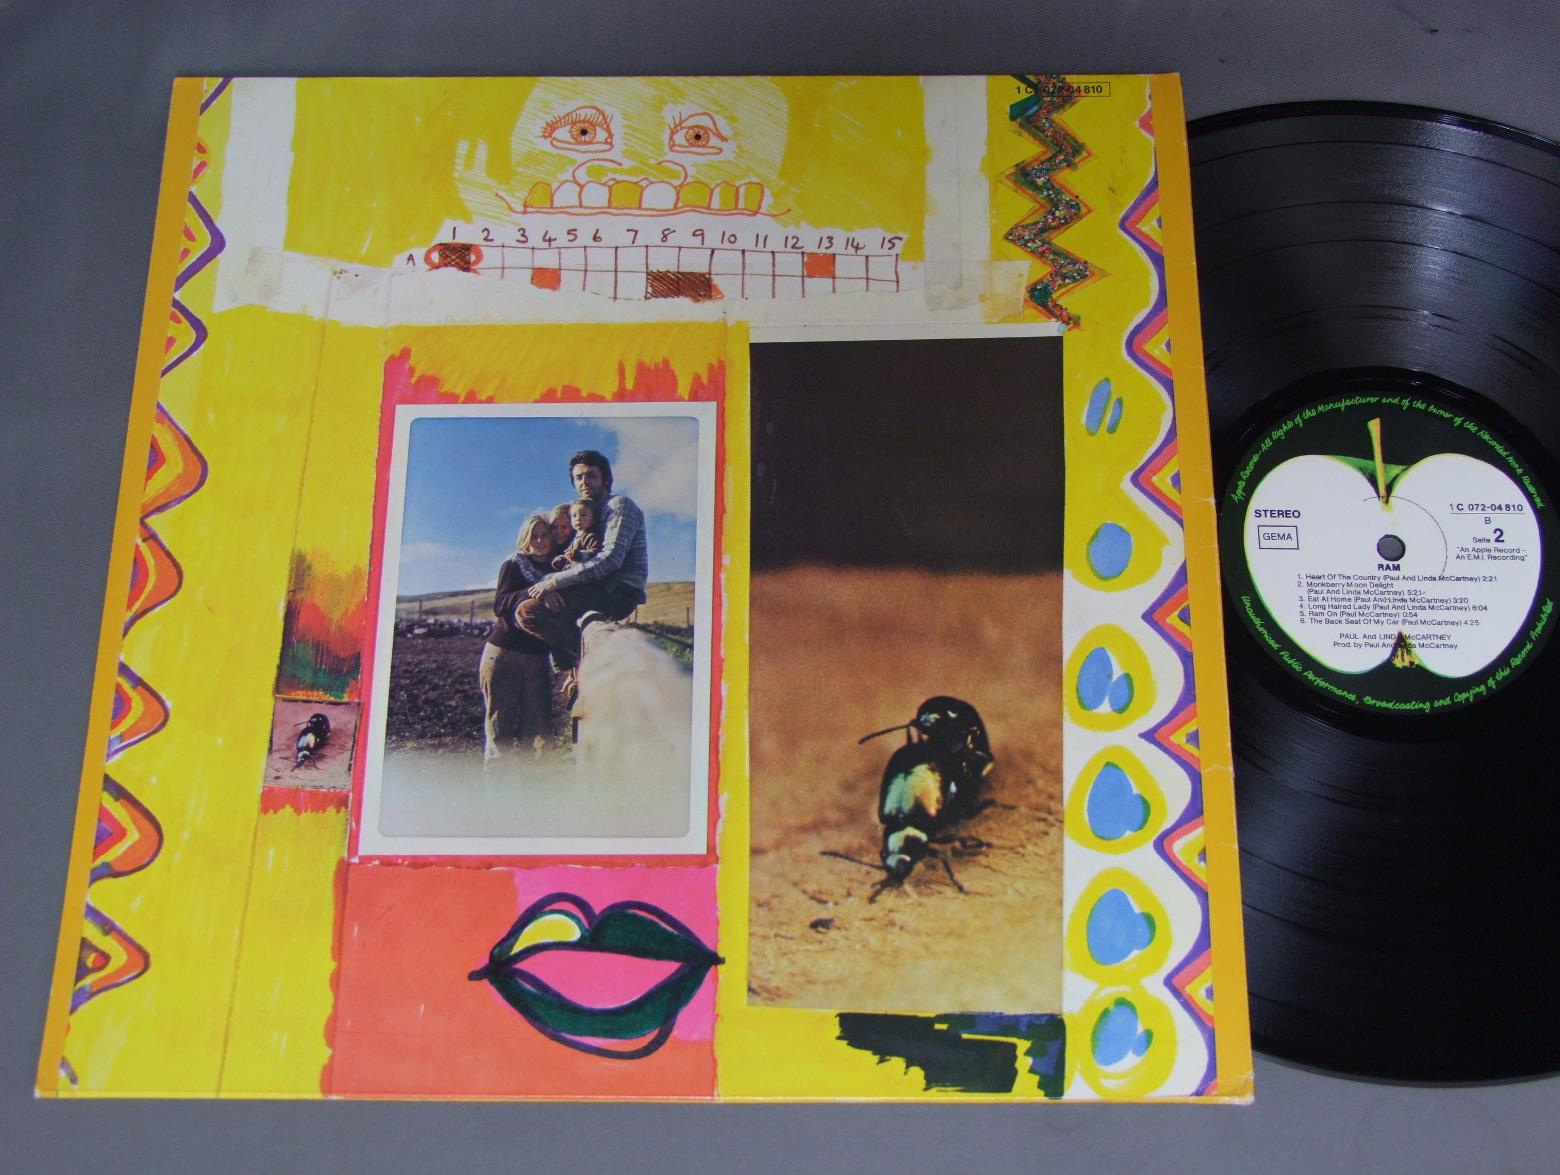 1 C 072-04 810
1 2 3 4 5 6 7 8 9 10 11 12 13 14 15
A
Apple Records-All Rights of the Manufacturer and of the Owner of the Recorded Work Reserved
STEREO
GEMA
1 C 072-04 810
B
Seite 2
"An Apple Record -
An E.M.I. Recording"
RAM
1. Heart Of The Country (Paul And Linda McCartney) 2:21
2. Monkberry Moon Delight
(Paul And Linda McCartney) 5:21
3. Eat At Home (Paul And Linda McCartney) 3:20
4. Long Haired Lady (Paul And Linda McCartney) 6:04
5. Ram On (Paul McCartney) 0:54
6. The Back Seat Of My Car (Paul McCartney) 4:25
PAUL And LINDA McCARTNEY
Prod. by Paul And Linda McCartney
Unauthorised Public Performance, Broadcasting and Copying of this Record Prohibited